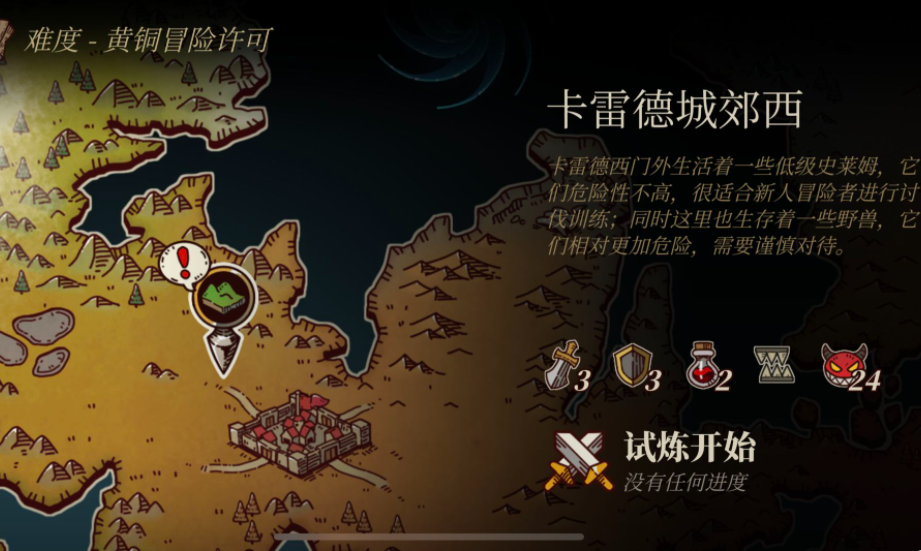 难度 - 黄铜冒险许可
卡雷德城郊西
卡雷德西门外生活着一些低级史莱姆，它
们危险性不高，很适合新人冒险者进行讨
伐训练；同时这里也生存着一些野兽，它
们相对更加危险，需要谨慎对待。
3 3 2 24
试炼开始
没有任何进度